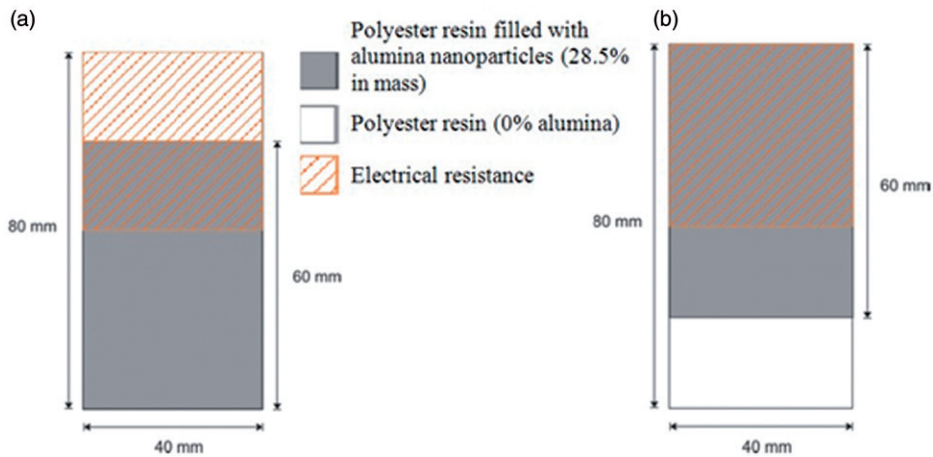 (a)
Polyester resin filled with
alumina nanoparticles (28.5%
in mass)
Polyester resin (0% alumina)
Electrical resistance
80 mm
60 mm
40 mm
(b)
60 mm
80 mm
40 mm